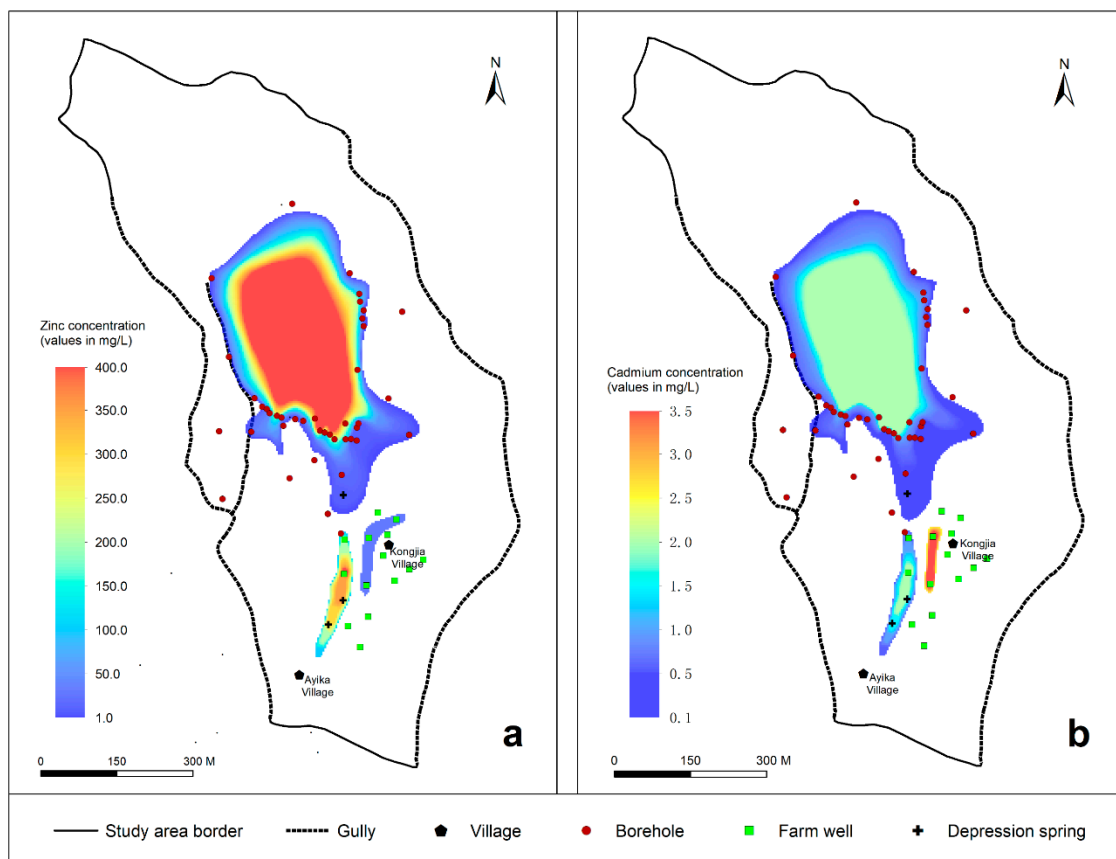 N
Zinc concentration
(values in mg/L)
400.0
350.0
300.0
250.0
200.0
150.0
100.0
50.0
1.0
Kongjia
Village
Ayika
Village
0 150 300 M
a
N
Cadmium concentration
(values in mg/L)
3.5
3.0
2.5
2.0
1.5
1.0
0.5
0.1
Kongjia
Village
Ayika
Village
0 150 300 M
b
Study area border Gully Village Borehole Farm well Depression spring